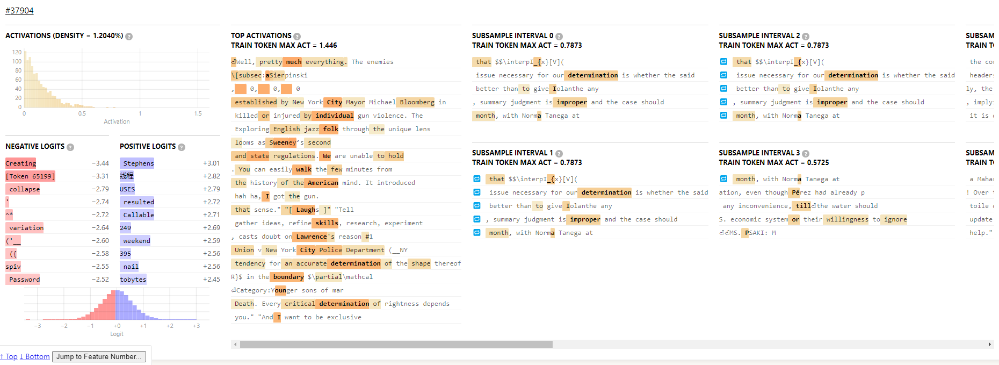 #37904
ACTIVATIONS (DENSITY = 1.2040%) ?
120
100
80
60
40
20
0
0 0.5 1 1.5
Activation
NEGATIVE LOGITS ?
Creating −3.44
[Token 65199] −3.31
collapse −2.79
' −2.74
^* −2.72
variation −2.64
('__ −2.60
({ −2.58
spiv −2.55
Password −2.52
POSITIVE LOGITS ?
Stephens +3.01
线程 +2.82
USES +2.79
resulted +2.72
Callable +2.71
249 +2.69
weekend +2.59
395 +2.56
nail +2.56
tobytes +2.45
−3 −2 −1 +0 +1 +2 +3
Logit
↑ Top ↓ Bottom Jump to Feature Number...
TOP ACTIVATIONS ?
TRAIN TOKEN MAX ACT = 1.446
⏎Well, pretty much everything. The enemies
\[subsec:aSierpinski
, 0, 0, 0
established by New York City Mayor Michael Bloomberg in
killed or injured by individual gun violence. The
Exploring English jazz folk through the unique lens
looms as Sweeney's second
and state regulations. We are unable to hold
. You can easily walk the few minutes from
the history of the American mind. It introduced
hah ha, I got the gun.
that sense." "[ Laughs ]" "Tell
gather ideas, refine skills, research, experiment
, casts doubt on Lawrence's reason #1
Union v New York City Police Department (__NY
tendency for an accurate determination of the shape thereof
R}$ in the boundary $\partial\mathcal
⏎Category:Younger sons of mar
Death. Every critical determination of rightness depends
you." "And I want to be exclusive
SUBSAMPLE INTERVAL 0 ?
TRAIN TOKEN MAX ACT = 0.7873
that $$\interpI_{x}[V](
issue necessary for our determination is whether the said
better than to give Iolanthe any
, summary judgment is improper and the case should
month, with Norma Tanega at
SUBSAMPLE INTERVAL 1 ?
TRAIN TOKEN MAX ACT = 0.7873
that $$\interpI_{x}[V](
issue necessary for our determination is whether the said
better than to give Iolanthe any
, summary judgment is improper and the case should
month, with Norma Tanega at
SUBSAMPLE INTERVAL 2 ?
TRAIN TOKEN MAX ACT = 0.7873
that $$\interpI_{x}[V](
issue necessary for our determination is whether the said
better than to give Iolanthe any
, summary judgment is improper and the case should
month, with Norma Tanega at
SUBSAMPLE INTERVAL 3 ?
TRAIN TOKEN MAX ACT = 0.5725
month, with Norma Tanega at
ation, even though Pérez had already p
any inconvenience, till⏎the water should
S. economic system or their willingness to ignore
⏎⏎MS. PSAKI: M
SUBSAM
TRAIN T
the cor
headers
ly, the
, implyi
it is c
SUBSAM
TRAIN T
a Mahar
! Over t
toile c
update
help."